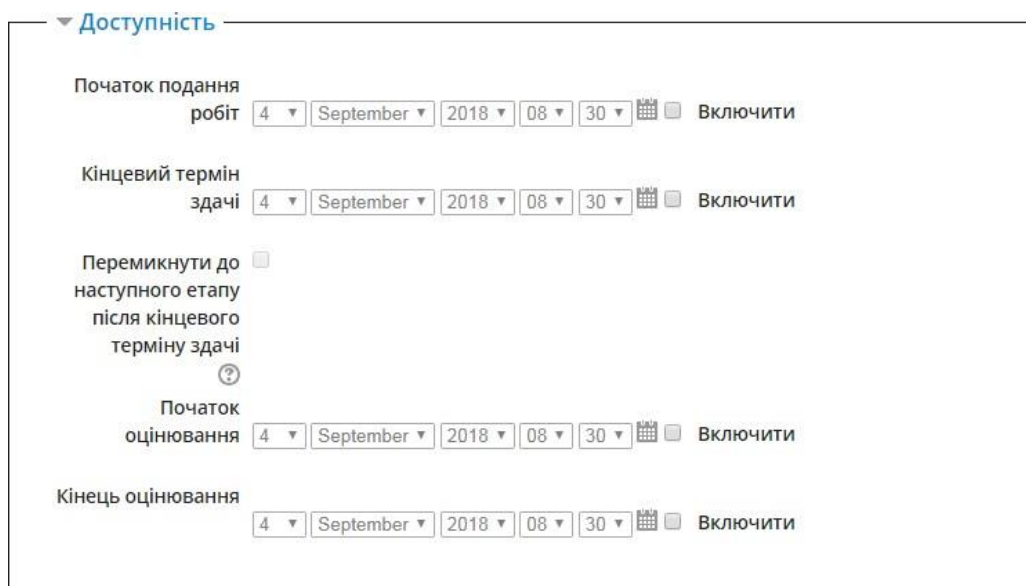 Доступність
Початок подання
робіт 4 September 2018 08 30 Включити
Кінцевий термін
здачі 4 September 2018 08 30 Включити
Перемикнути до
наступного етапу
після кінцевого
терміну здачі
?
Початок
оцінювання 4 September 2018 08 30 Включити
Кінець оцінювання
4 September 2018 08 30 Включити